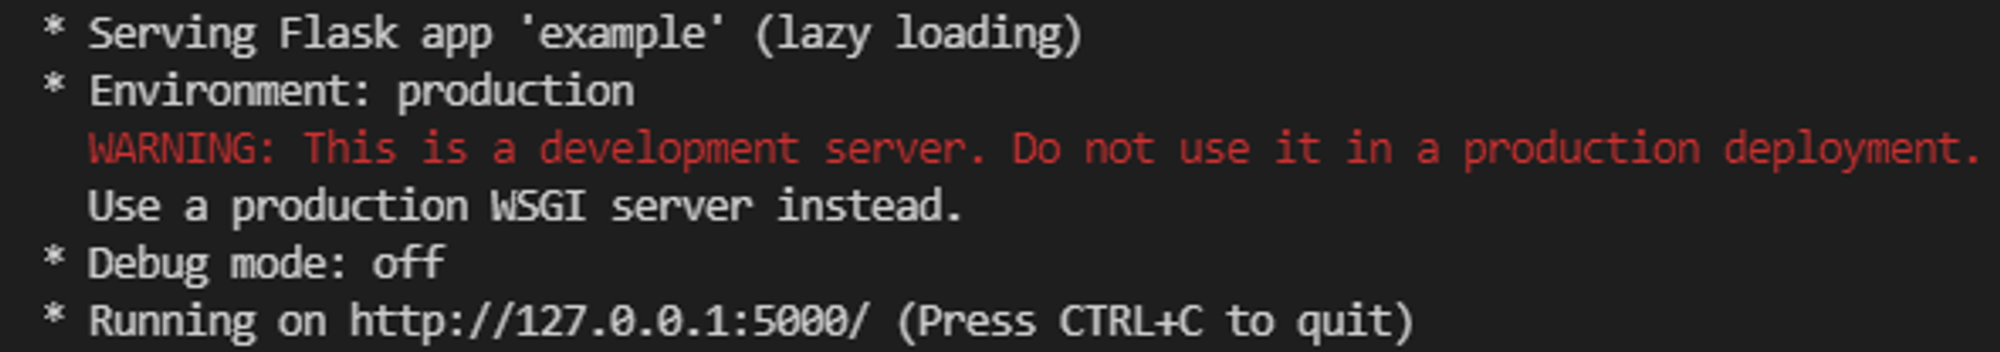 * Serving Flask app 'example' (lazy loading)
* Environment: production
WARNING: This is a development server. Do not use it in a production deployment.
Use a production WSGI server instead.
* Debug mode: off
* Running on http://127.0.0.1:5000/ (Press CTRL+C to quit)